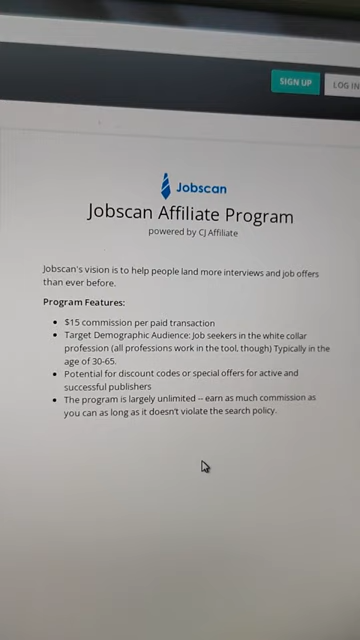 SIGN UP
LOG IN
Jobscan
Jobscan Affiliate Program
powered by CJ Affiliate
Jobscan's vision is to help people land more interviews and job offers
than ever before.
Program Features:
• $15 commission per paid transaction
• Target Demographic Audience: Job seekers in the white collar
profession (all professions work in the tool, though) Typically in the
age of 30-65.
• Potential for discount codes or special offers for active and
successful publishers
• The program is largely unlimited -- earn as much commission as
you can as long as it doesn't violate the search policy.